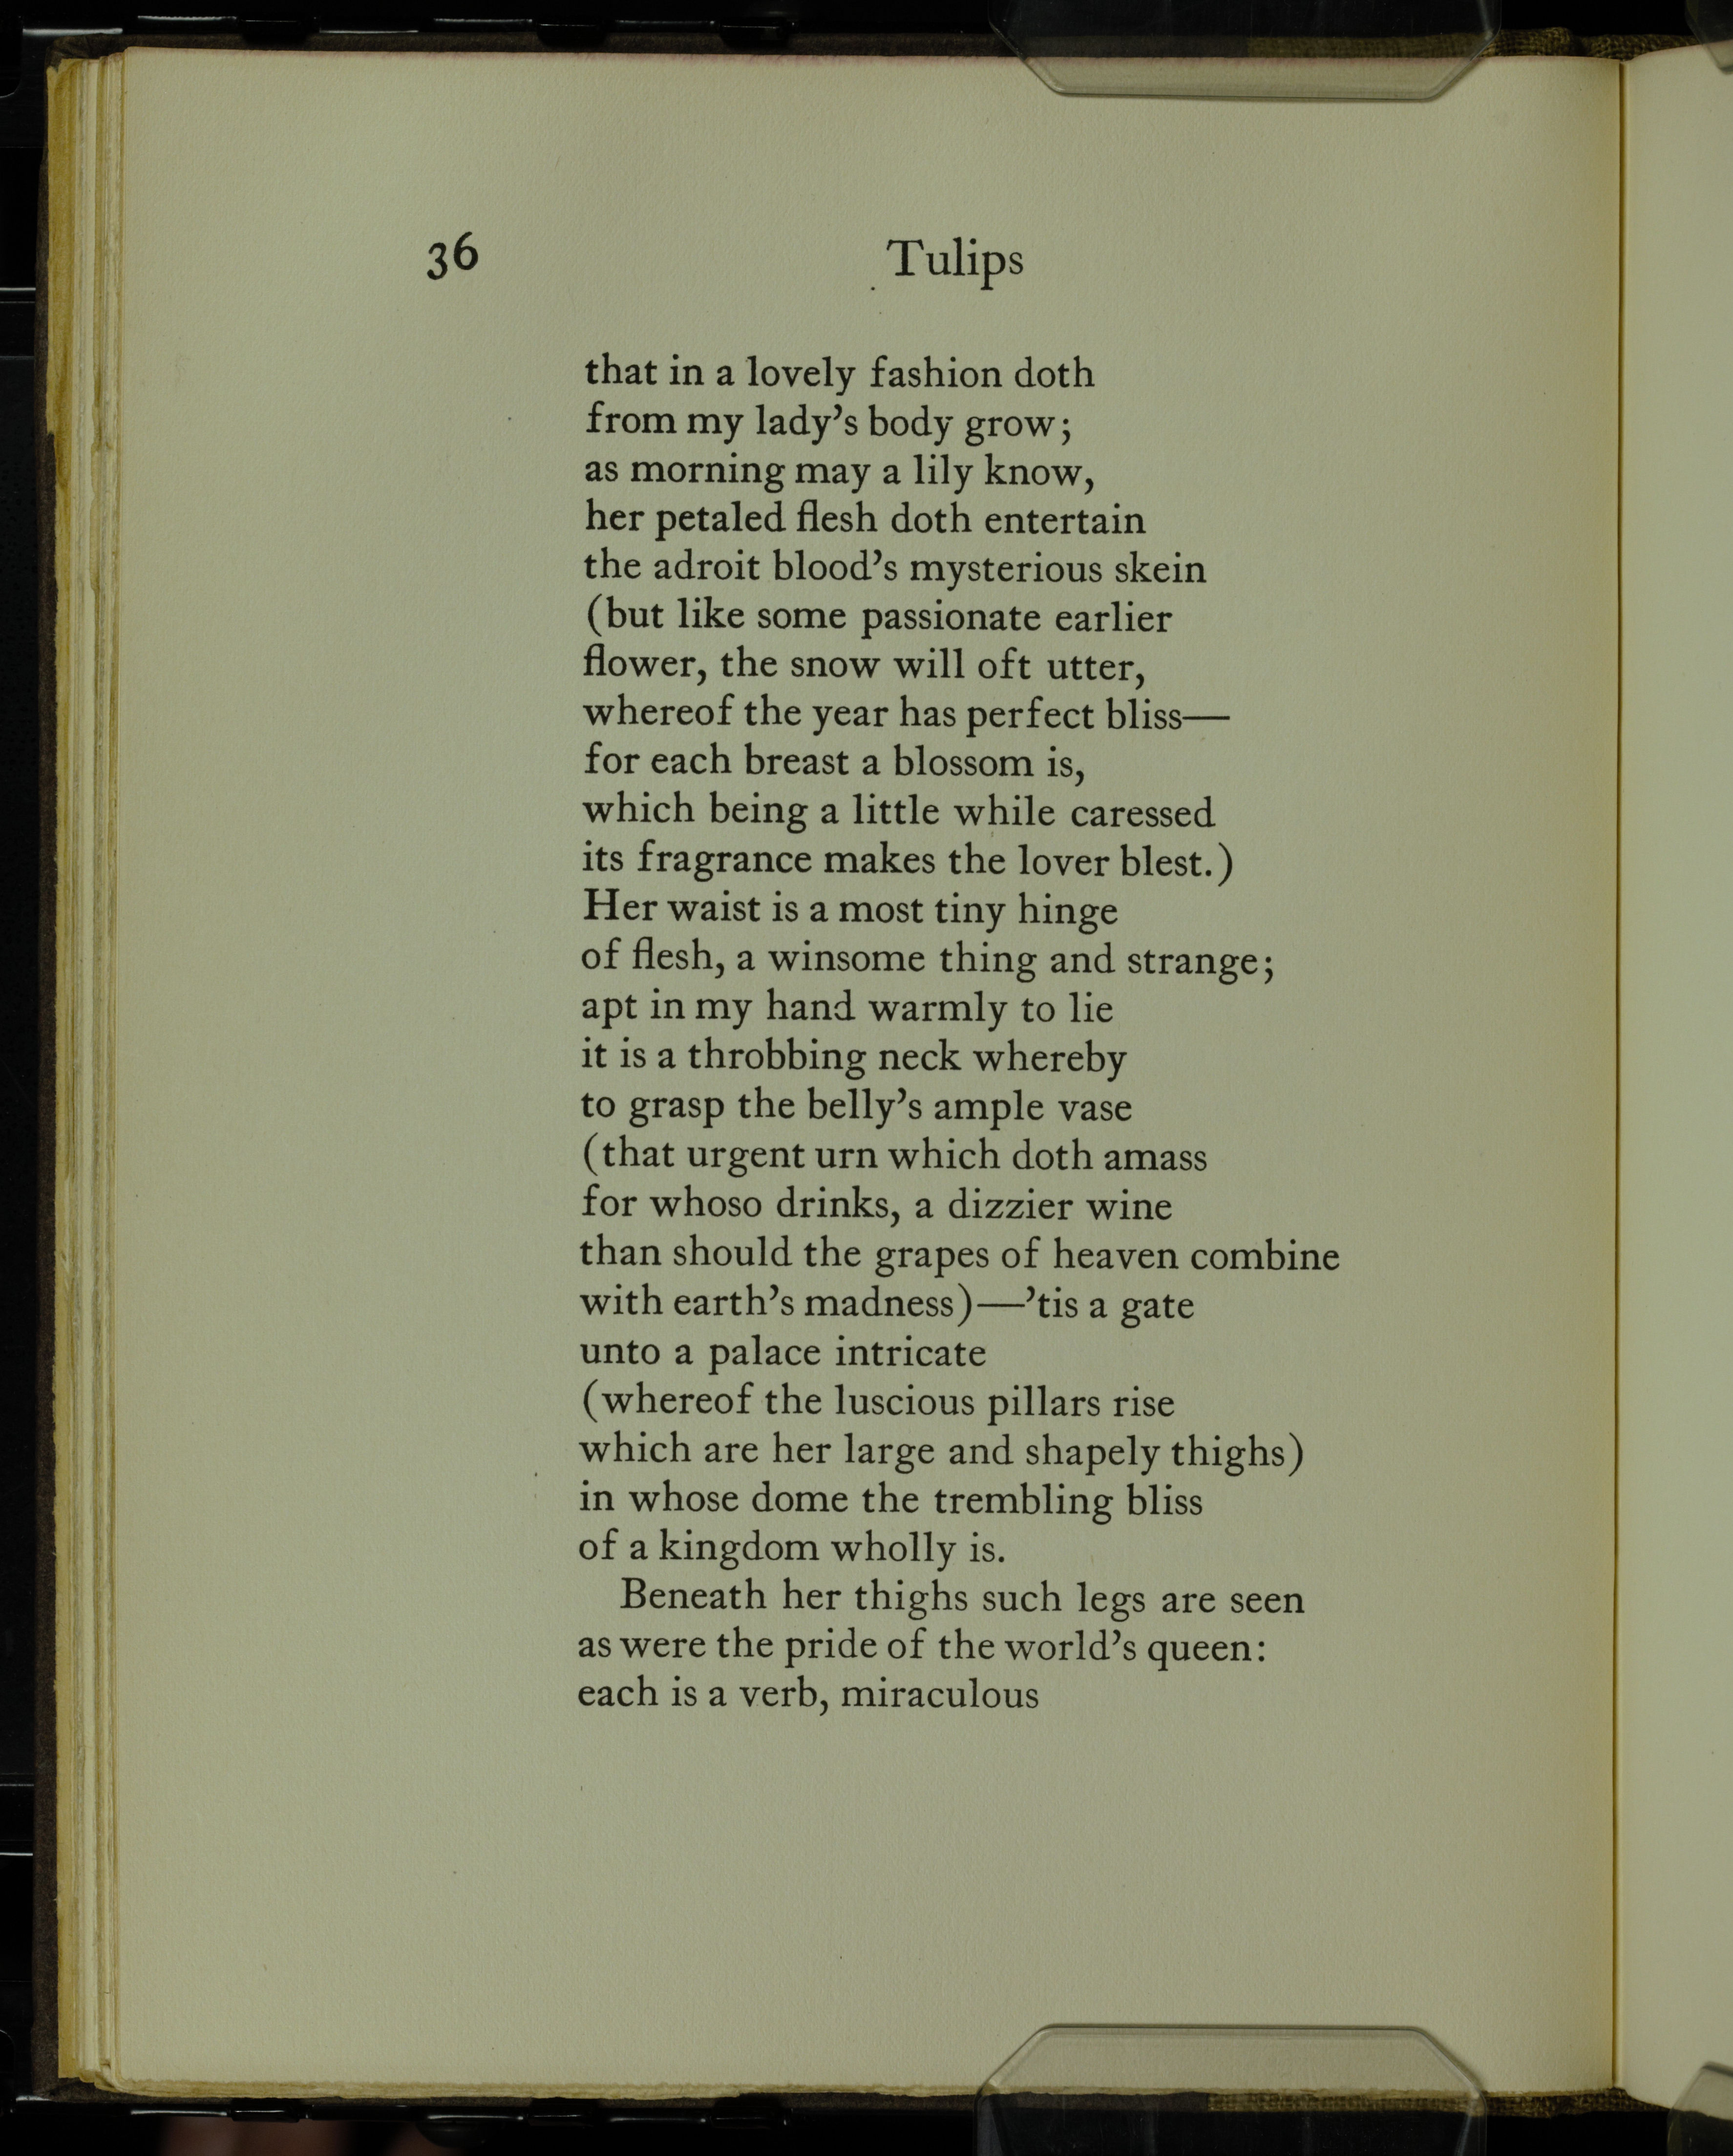 36 Tulips
that in a lovely fashion doth
from my lady’s body grow;
as morning may a lily know,
her petaled flesh doth entertain
the adroit blood’s mysterious skein
(but like some passionate earlier
flower, the snow will oft utter,
whereof the year has perfect bliss—
for each breast a blossom is,
which being a little while caressed
its fragrance makes the lover blest.)
Her waist is a most tiny hinge
of flesh, a winsome thing and strange;
apt in my hand warmly to lie
it is a throbbing neck whereby
to grasp the belly’s ample vase
(that urgent urn which doth amass
for whoso drinks, a dizzier wine
than should the grapes of heaven combine
with earth’s madness)—’tis a gate
unto a palace intricate
(whereof the luscious pillars rise
which are her large and shapely thighs)
in whose dome the trembling bliss
of a kingdom wholly is.
Beneath her thighs such legs are seen
as were the pride of the world’s queen:
each is a verb, miraculous